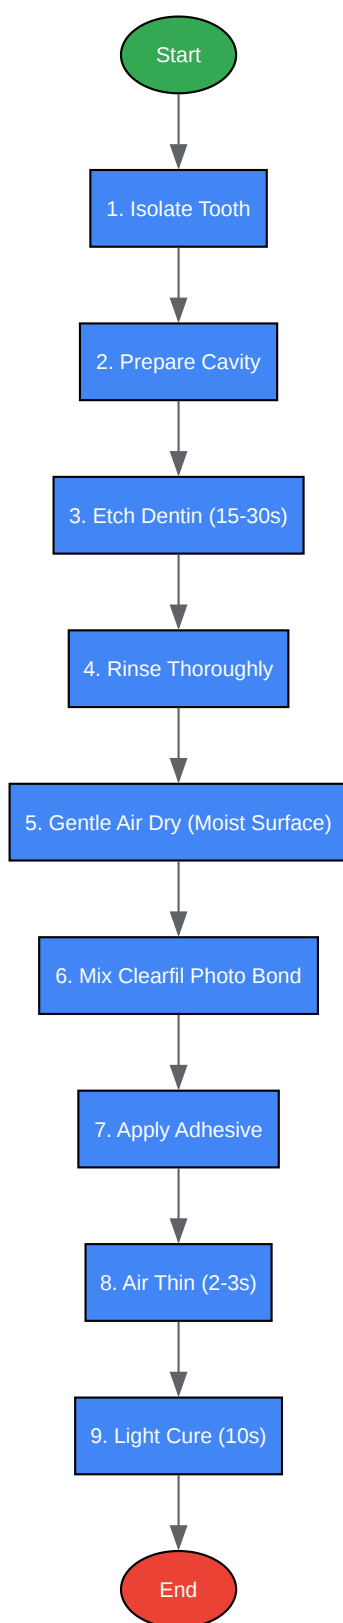 Start
1. Isolate Tooth
2. Prepare Cavity
3. Etch Dentin (15-30s)
4. Rinse Thoroughly
5. Gentle Air Dry (Moist Surface)
6. Mix Clearfil Photo Bond
7. Apply Adhesive
8. Air Thin (2-3s)
9. Light Cure (10s)
End